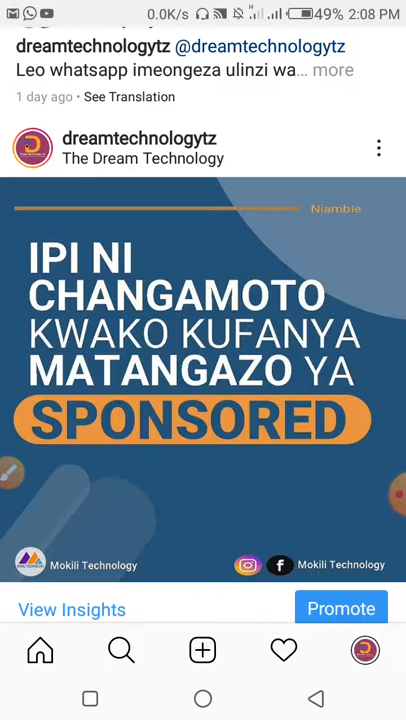 0.0K/s 49% 2:08 PM
dreamtechnologytz @dreamtechnologytz
Leo whatsapp imeongeza ulinzi wa… more
1 day ago • See Translation
dreamtechnologytz
The Dream Technology
Niambie
IPI NI
CHANGAMOTO
KWAKO KUFANYA
MATANGAZO YA
SPONSORED
Mokili Technology
Mokili Technology
View Insights
Promote